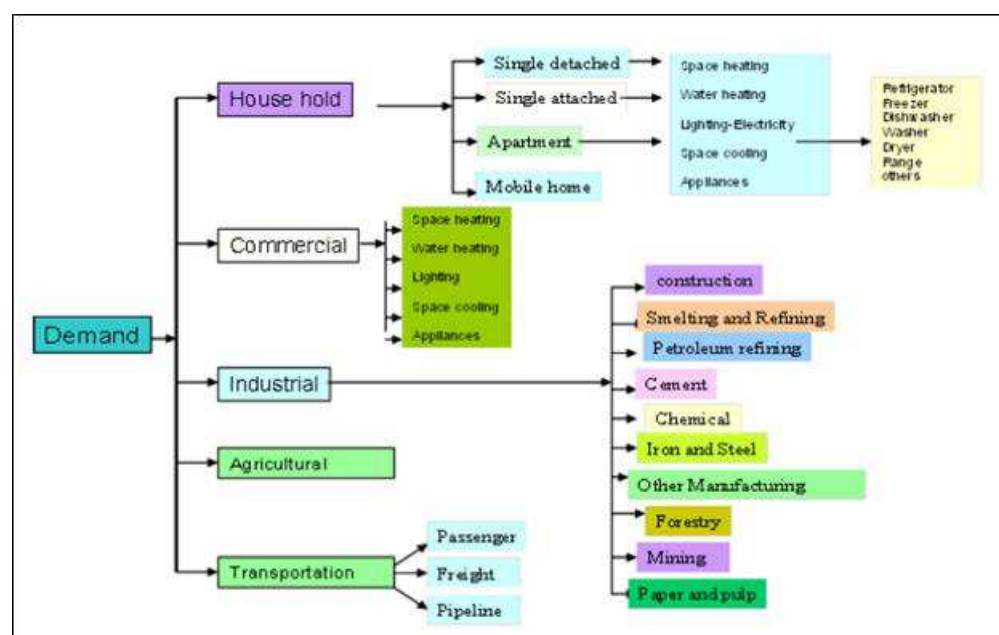 Demand
House hold
Single detached
Single attached
Apartment
Mobile home
Space heating
Water heating
Lighting-Electricity
Space cooling
Appliances
Refrigerator
Freezer
Dishwasher
Washer
Dryer
Range
others
Commercial
Space heating
Water heating
Lighting
Space cooling
Appliances
Industrial
construction
Smelting and Refining
Petroleum refining
Cement
Chemical
Iron and Steel
Other Manufacturing
Forestry
Mining
Paper and pulp
Agricultural
Transportation
Passenger
Freight
Pipeline